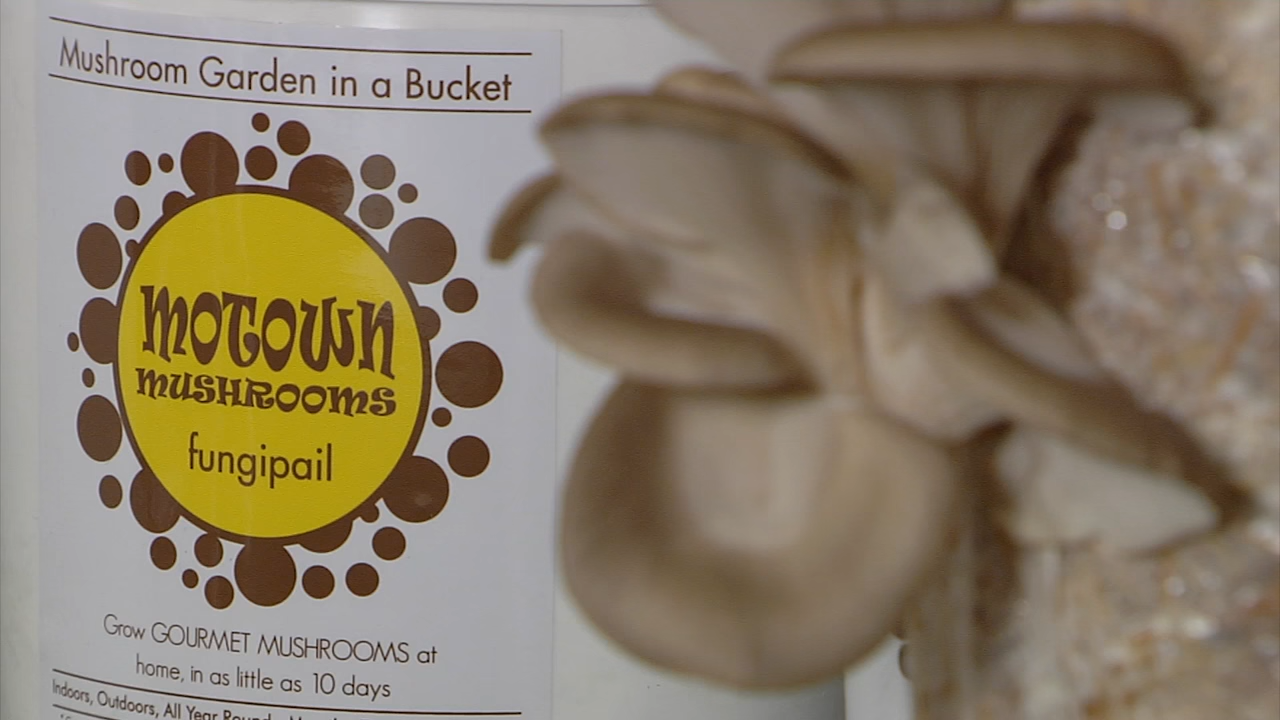 Mushroom Garden in a Bucket
MOTOWN
MUSHROOMS
fungipail
Grow GOURMET MUSHROOMS at
home, in as little as 10 days
Indoors, Outdoors, All Year Round